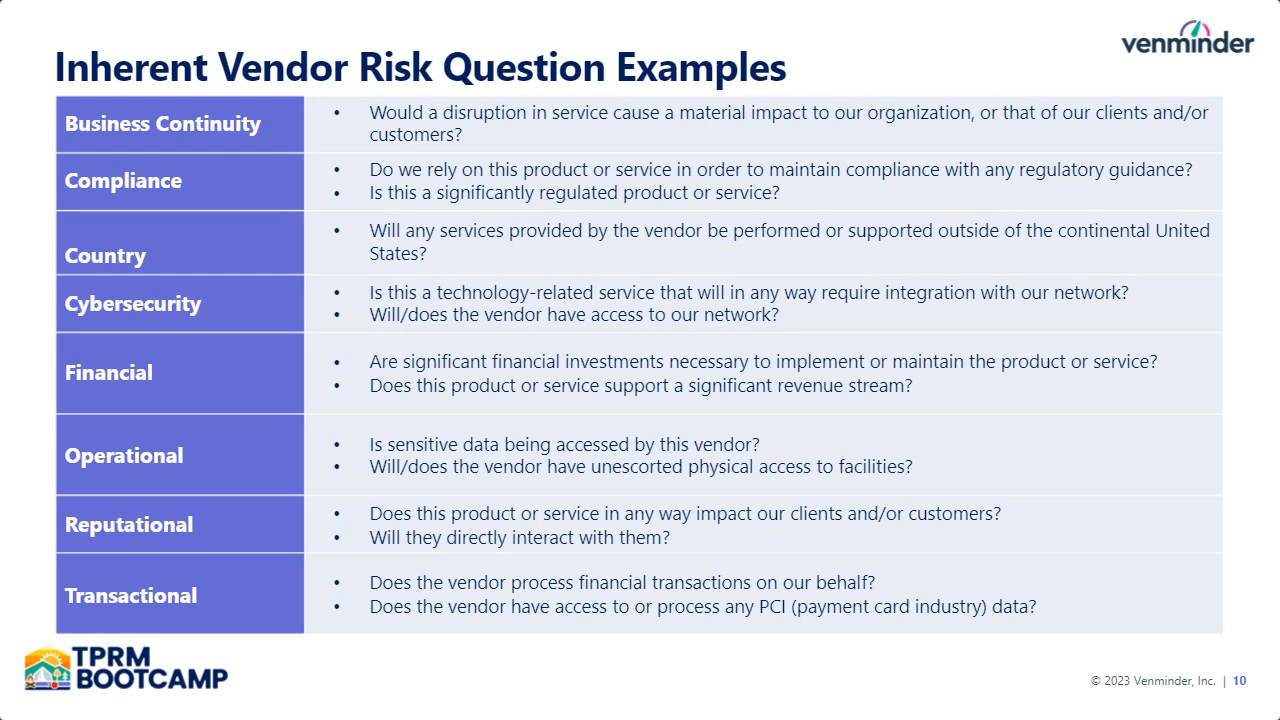 venminder
Inherent Vendor Risk Question Examples
Business Continuity
• Would a disruption in service cause a material impact to our organization, or that of our clients and/or
customers?
Compliance
• Do we rely on this product or service in order to maintain compliance with any regulatory guidance?
• Is this a significantly regulated product or service?
Country
• Will any services provided by the vendor be performed or supported outside of the continental United
States?
Cybersecurity
• Is this a technology-related service that will in any way require integration with our network?
• Will/does the vendor have access to our network?
Financial
• Are significant financial investments necessary to implement or maintain the product or service?
• Does this product or service support a significant revenue stream?
Operational
• Is sensitive data being accessed by this vendor?
• Will/does the vendor have unescorted physical access to facilities?
Reputational
• Does this product or service in any way impact our clients and/or customers?
• Will they directly interact with them?
Transactional
• Does the vendor process financial transactions on our behalf?
• Does the vendor have access to or process any PCI (payment card industry) data?
TPRM
BOOTCAMP
© 2023 Venminder, Inc. | 10